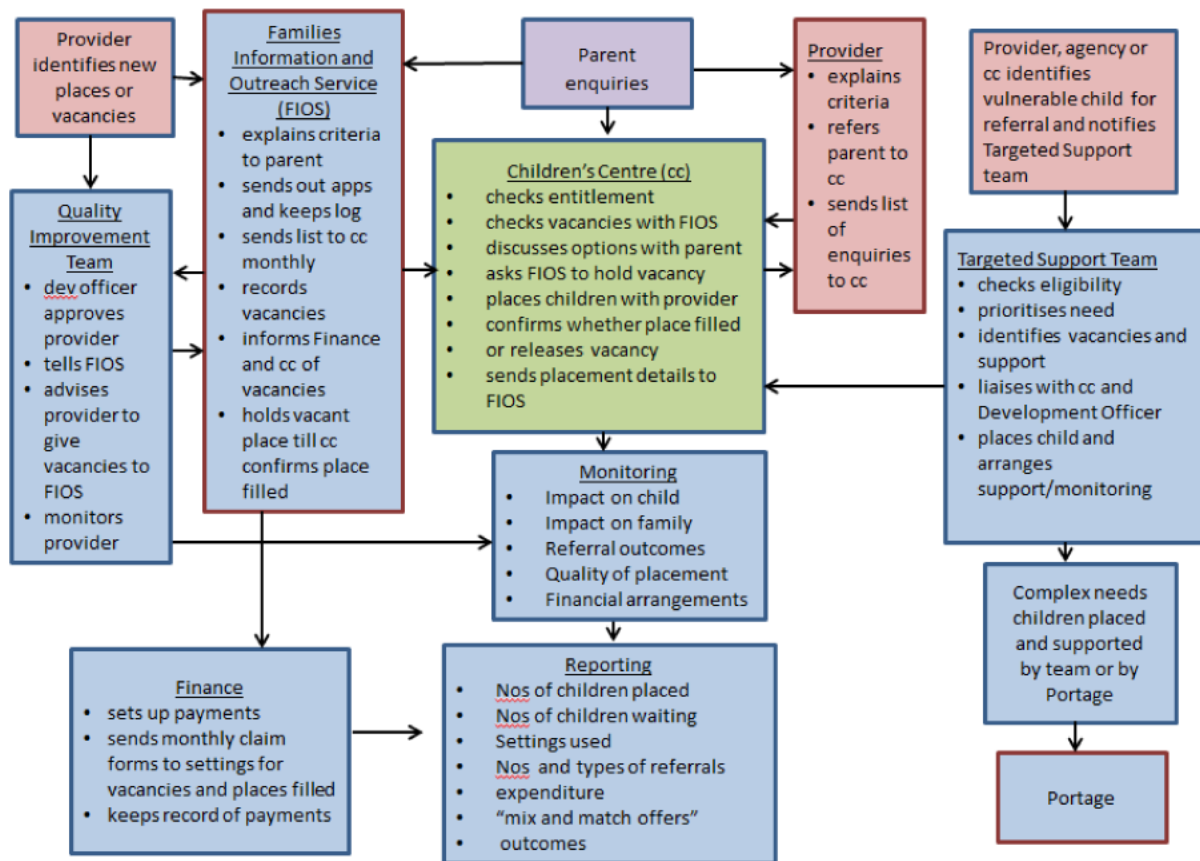 Provider
identifies new
places or
vacancies
Families
Information and
Outreach Service
(FIOS)
• explains criteria
to parent
• sends out apps
and keeps log
• sends list to cc
monthly
• records
vacancies
• informs Finance
and cc of
vacancies
• holds vacant
place till cc
confirms place
filled
Parent
enquiries
Provider
• explains
criteria
• refers
parent to
cc
• sends list
of
enquiries
to cc
Provider, agency or
cc identifies
vulnerable child for
referral and notifies
Targeted Support
team
Quality
Improvement
Team
• dev officer
approves
provider
• tells FIOS
• advises
provider to
give
vacancies to
FIOS
• monitors
provider
Children's Centre (cc)
• checks entitlement
• checks vacancies with FIOS
• discusses options with parent
• asks FIOS to hold vacancy
• places children with provider
• confirms whether place filled
• or releases vacancy
• sends placement details to
FIOS
Targeted Support Team
• checks eligibility
• prioritises need
• identifies vacancies and
support
• liaises with cc and
Development Officer
• places child and
arranges
support/monitoring
Monitoring
• Impact on child
• Impact on family
• Referral outcomes
• Quality of placement
• Financial arrangements
Complex needs
children placed
and supported
by team or by
Portage
Finance
• sets up payments
• sends monthly claim
forms to settings for
vacancies and places filled
• keeps record of payments
Reporting
• Nos of children placed
• Nos of children waiting
• Settings used
• Nos and types of referrals
• expenditure
• "mix and match offers"
• outcomes
Portage